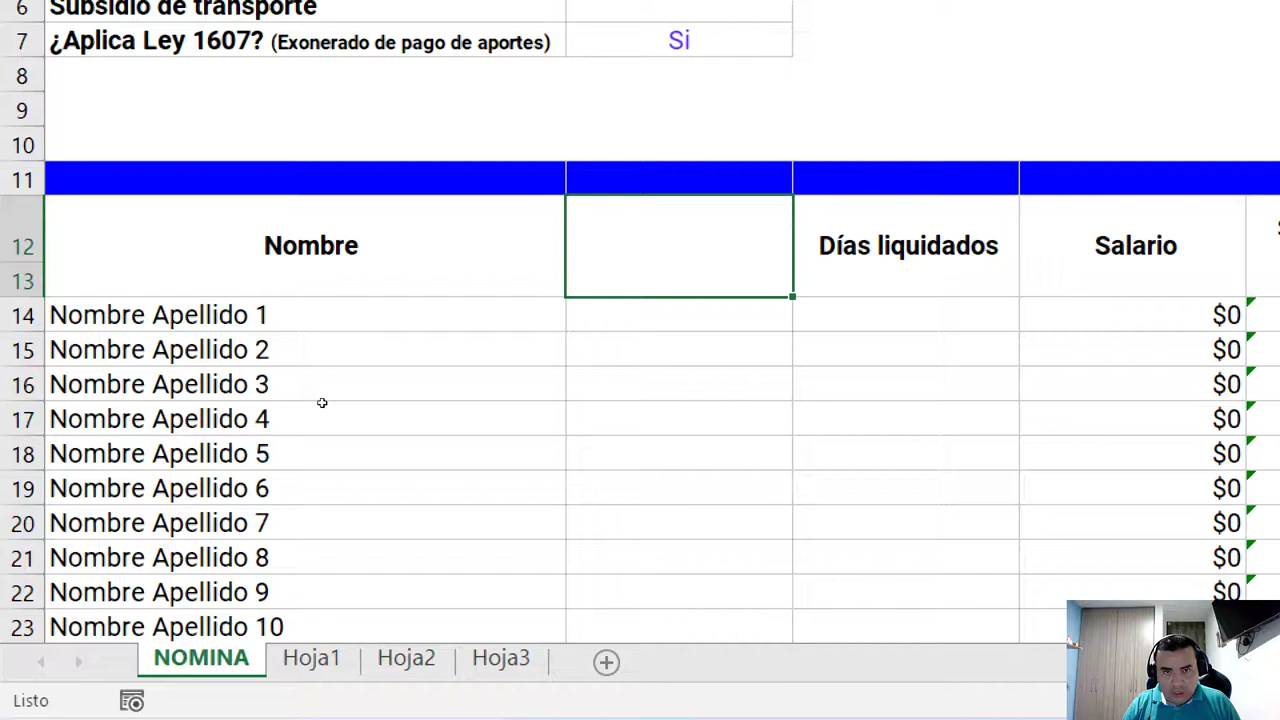 6 Subsidio de transporte
7 ¿Aplica Ley 1607? (Exonerado de pago de aportes) Si
8
9
10
11
12 Nombre Días liquidados Salario
13
14 Nombre Apellido 1 $0
15 Nombre Apellido 2 $0
16 Nombre Apellido 3 $0
17 Nombre Apellido 4 $0
18 Nombre Apellido 5 $0
19 Nombre Apellido 6 $0
20 Nombre Apellido 7 $0
21 Nombre Apellido 8 $0
22 Nombre Apellido 9 $0
23 Nombre Apellido 10
NOMINA Hoja1 Hoja2 Hoja3
Listo